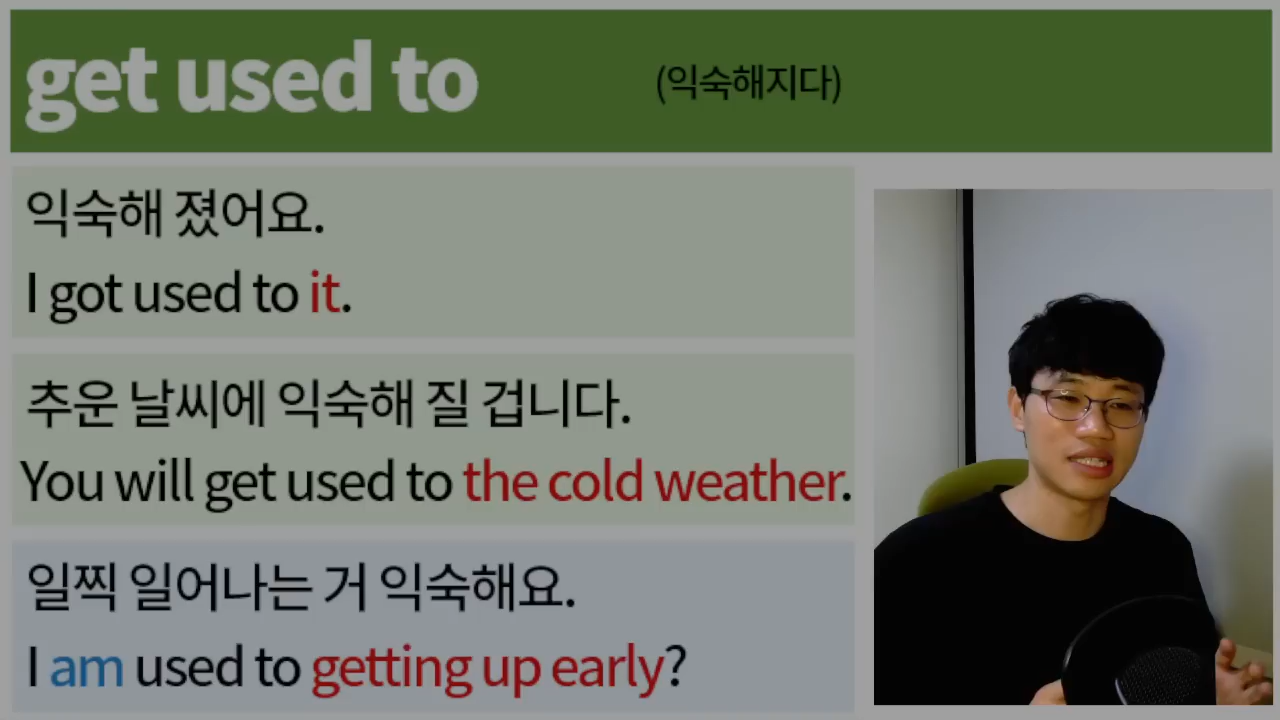 get used to (익숙해지다)
익숙해 졌어요.
I got used to it.
추운 날씨에 익숙해 질 겁니다.
You will get used to the cold weather.
일찍 일어나는 거 익숙해요.
I am used to getting up early?